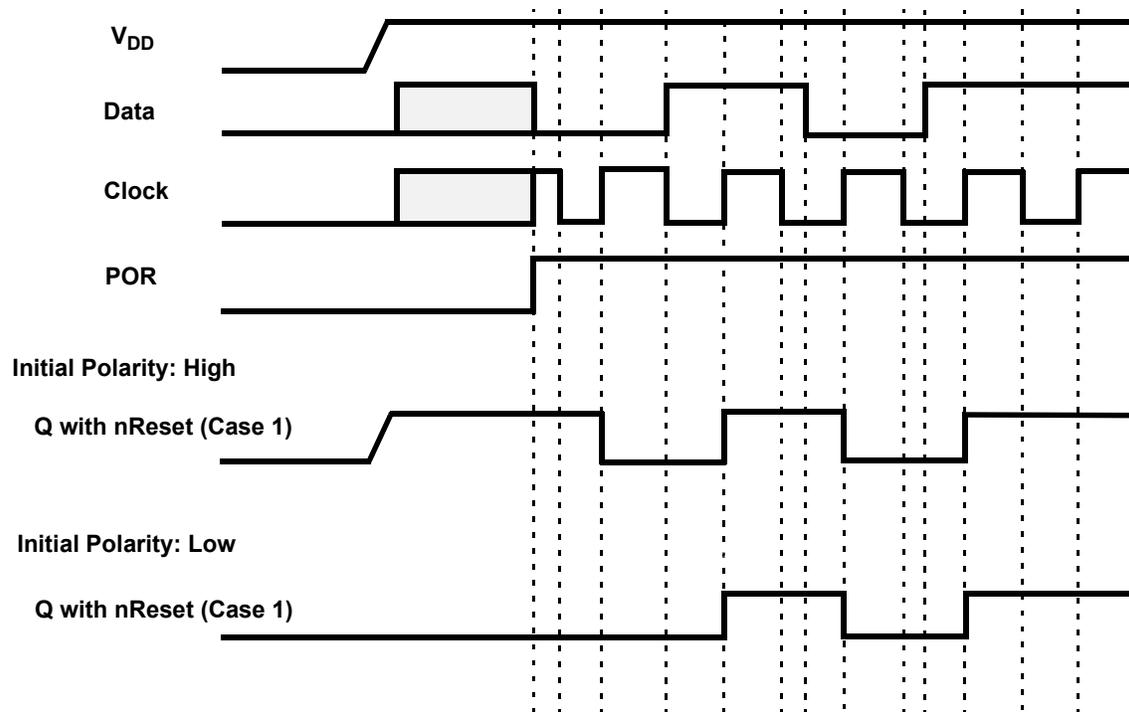 VDD
Data
Clock
POR
Initial Polarity: High
Q with nReset (Case 1)
Initial Polarity: Low
Q with nReset (Case 1)